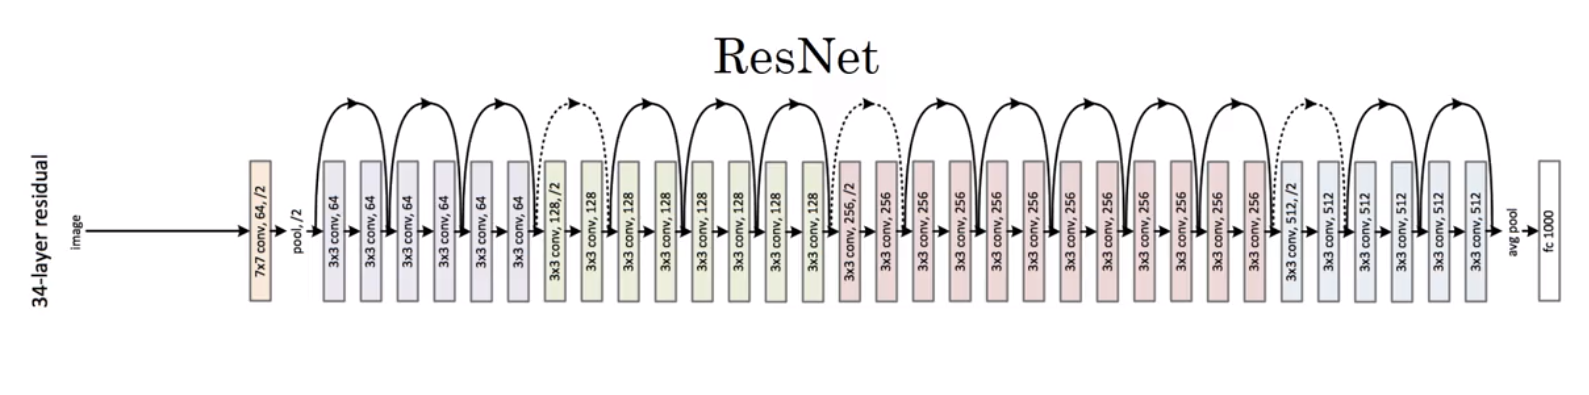 ResNet
34-layer residual
image
7x7 conv, 64, /2
pool, /2
3x3 conv, 64
3x3 conv, 64
3x3 conv, 64
3x3 conv, 64
3x3 conv, 64
3x3 conv, 64
3x3 conv, 128, /2
3x3 conv, 128
3x3 conv, 128
3x3 conv, 128
3x3 conv, 128
3x3 conv, 128
3x3 conv, 128
3x3 conv, 128
3x3 conv, 256, /2
3x3 conv, 256
3x3 conv, 256
3x3 conv, 256
3x3 conv, 256
3x3 conv, 256
3x3 conv, 256
3x3 conv, 256
3x3 conv, 256
3x3 conv, 256
3x3 conv, 256
3x3 conv, 256
3x3 conv, 512, /2
3x3 conv, 512
3x3 conv, 512
3x3 conv, 512
3x3 conv, 512
3x3 conv, 512
avg pool
fc 1000